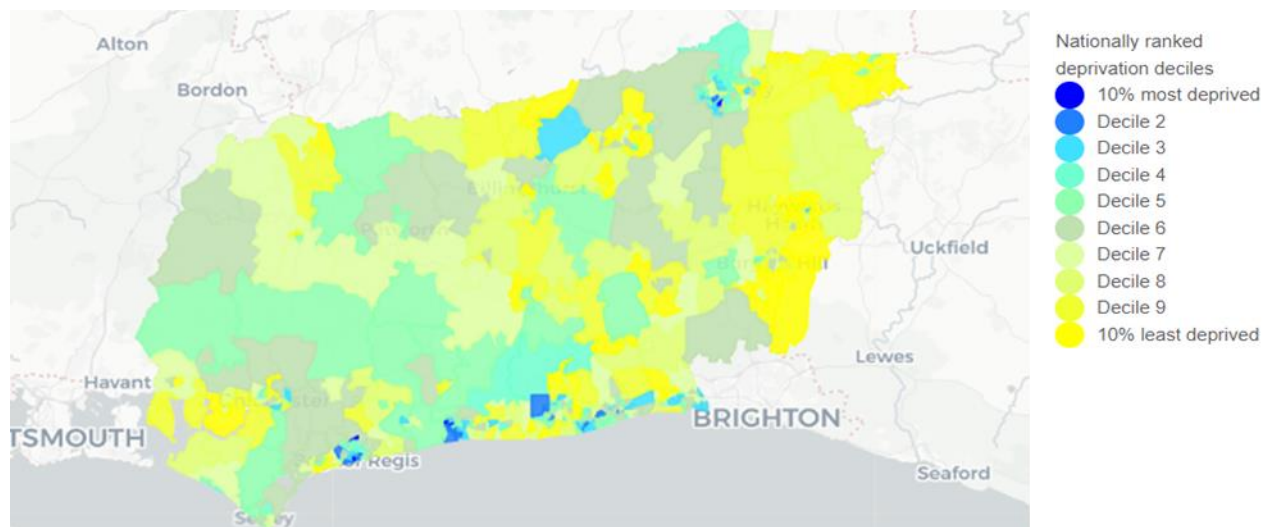 Alton
Bordon
Havant
TSMOUTH
Uckfield
Lewes
BRIGHTON
Seaford
Regis
Nationally ranked
deprivation deciles
10% most deprived
Decile 2
Decile 3
Decile 4
Decile 5
Decile 6
Decile 7
Decile 8
Decile 9
10% least deprived